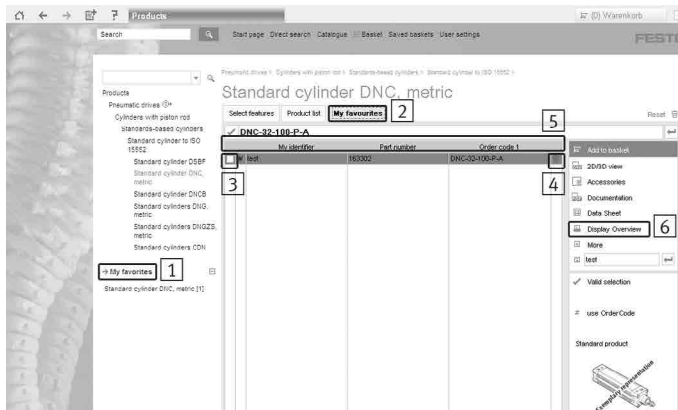 Products
(0) Warenkorb
Search
Start page Direct search Catalogue Basket Saved baskets User settings
FESTO
Pneumatic drives > Cylinders with piston rod > Standards-based cylinders > Standard cylinder to ISO 15552 >
Standard cylinder DNC, metric
Products
Pneumatic drives
Cylinders with piston rod
Standards-based cylinders
Standard cylinder to ISO
15552
Standard cylinder DSBF
Standard cylinder DNC,
metric
Standard cylinder DNCB
Standard cylinders DNG,
metric
Standard cylinders DNGZS,
metric
Standard cylinders CDN
→ My favorites
1
Standard cylinder DNC, metric [1]
Select features
Product list
My favourites
2
Reset
DNC-32-100-P-A
5
My identifier
Part number
Order code 1
test
163302
DNC-32-100-P-A
3
4
Add to basket
2D/3D view
Accessories
Documentation
Data Sheet
Display Overview
6
More
test
Valid selection
use OrderCode
Standard product
Exemplary representation